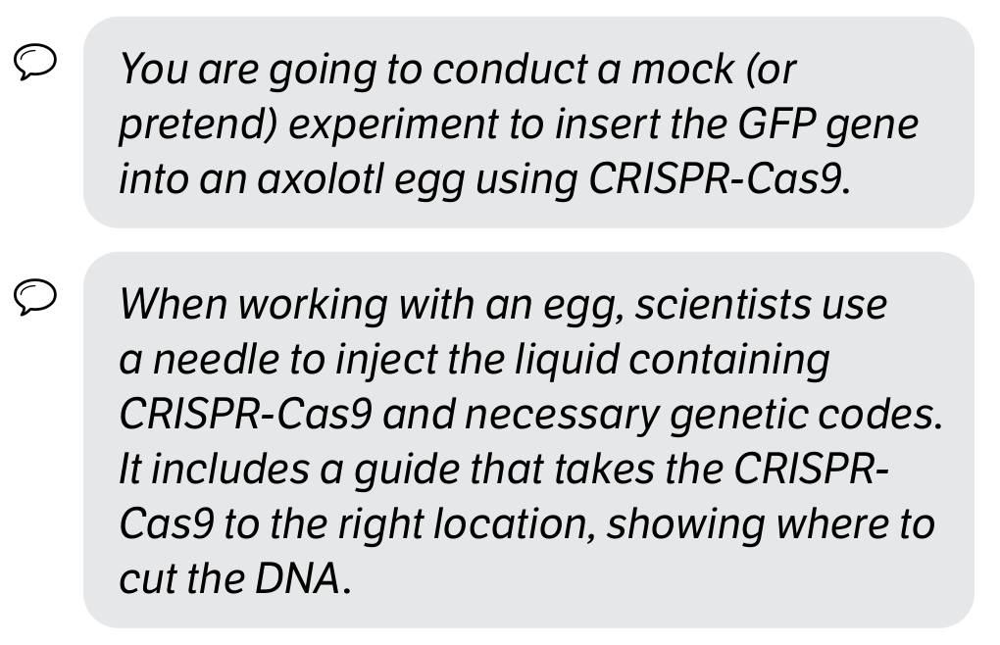 You are going to conduct a mock (or
pretend) experiment to insert the GFP gene
into an axolotl egg using CRISPR-Cas9.
When working with an egg, scientists use
a needle to inject the liquid containing
CRISPR-Cas9 and necessary genetic codes.
It includes a guide that takes the CRISPR-
Cas9 to the right location, showing where to
cut the DNA.